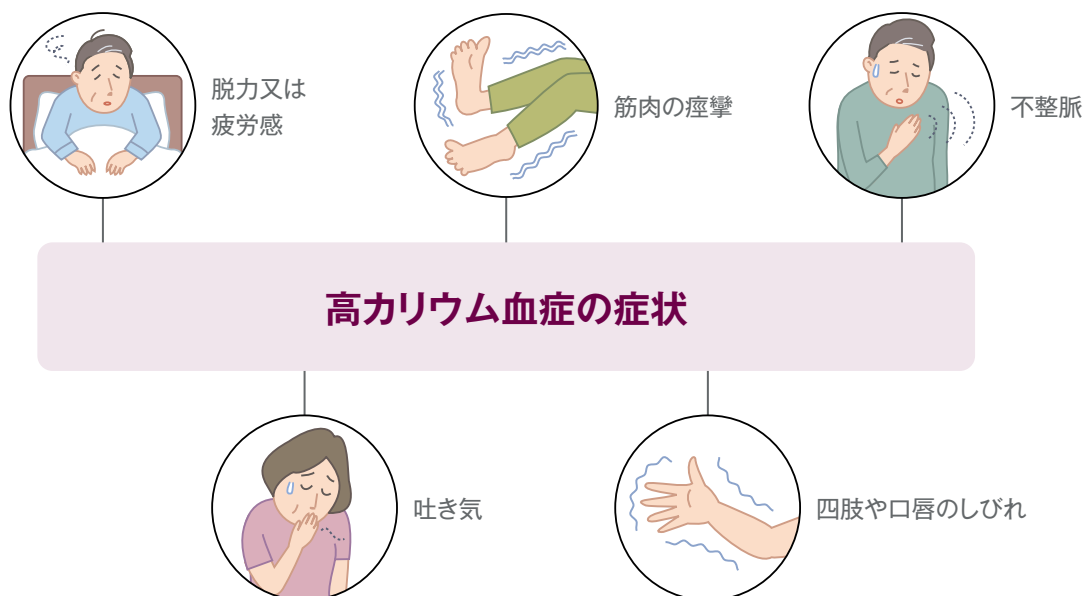 脱力又は
疲労感
筋肉の痙攣
不整脈
高カリウム血症の症状
吐き気
四肢や口唇のしびれ